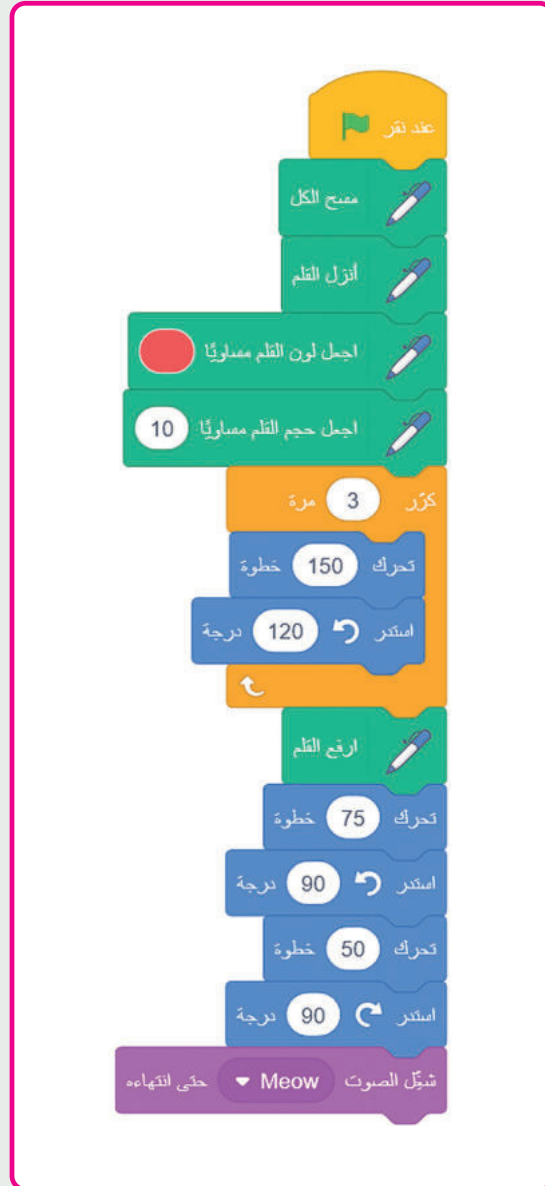 عند نقر
مسح الكل
أنزل القلم
اجعل لون القلم مساويًا
اجعل حجم القلم مساويًا 10
كرّر 3 مرة
تحرك 150 خطوة
استدر 120 درجة
ارفع القلم
تحرك 75 خطوة
استدر 90 درجة
تحرك 50 خطوة
استدر 90 درجة
شغّل الصوت Meow حتى انتهاءه